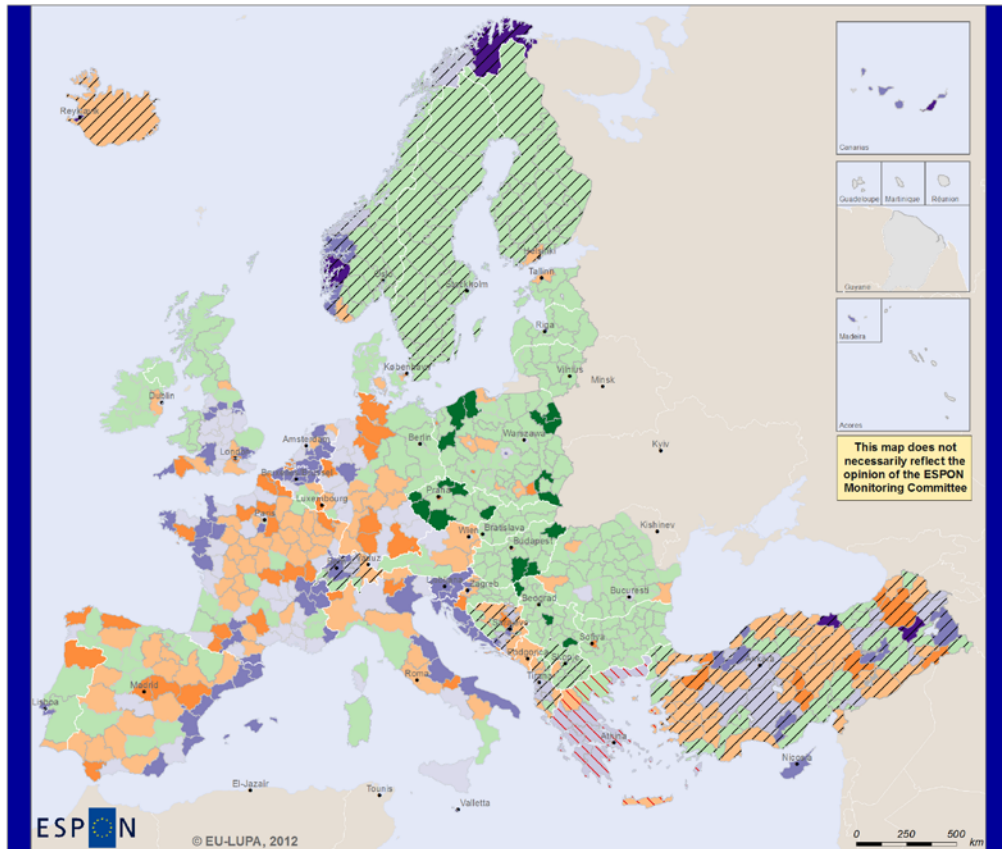 Canarias
Guadeloupe
Martinique
Réunion
Guyane
Madeira
Acores
This map does not
necessarily reflect the
opinion of the ESPON
Monitoring Committee
Reykjavik
Helsinki
Oslo
Tallinn
Stockholm
Riga
København
Vilnius
Minsk
Dublin
Amsterdam
Berlin
Warszawa
London
Kyiv
Luxembourg
Praha
Paris
Wien
Bratislava
Kishinev
Budapest
Zagreb
Beograd
Bucuresti
Sofiya
Podgorica
Skopje
Roma
Madrid
Lisboa
Ankara
Athina
Nicosia
El-Jazair
Tounis
Valletta
ESPON
© EU-LUPA, 2012
0 250 500
km